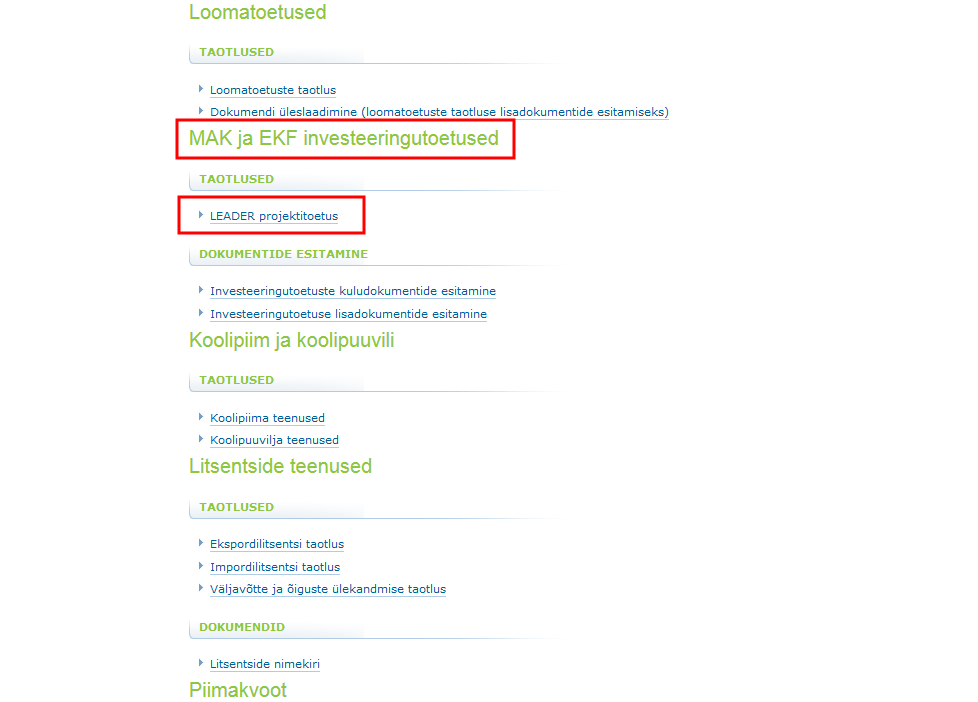 Loomatoetused
TAOTLUSED
Loomatoetuste taotlus
Dokumendi üleslaadimine (loomatoetuste taotluse lisadokumentide esitamiseks)
MAK ja EKF investeeringutoetused
TAOTLUSED
LEADER projektitoetus
DOKUMENTIDE ESITAMINE
Investeeringutoetuste kuludokumentide esitamine
Investeeringutoetuse lisadokumentide esitamine
Koolipiim ja koolipuuvili
TAOTLUSED
Koolipiima teenused
Koolipuuvilja teenused
Litsentside teenused
TAOTLUSED
Ekspordilitsentsi taotlus
Impordilitsentsi taotlus
Väljavõtte ja õiguste ülekandmise taotlus
DOKUMENDID
Litsentside nimekiri
Piimakvoot